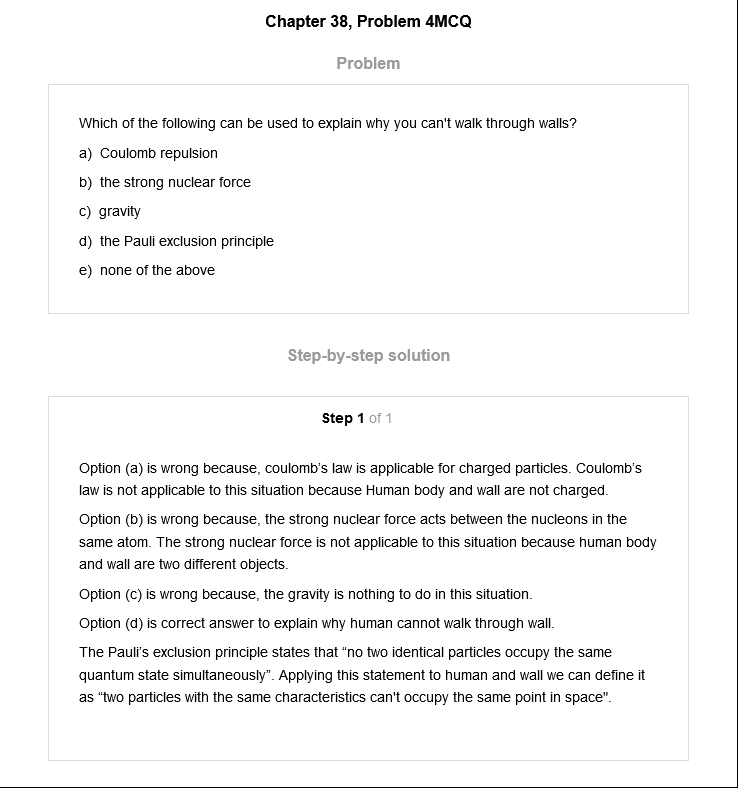 Chapter 38, Problem 4MCQ
Problem
Which of the following can be used to explain why you can't walk through walls?
a) Coulomb repulsion
b) the strong nuclear force
c) gravity
d) the Pauli exclusion principle
e) none of the above
Step-by-step solution
Step 1 of 1
Option (a) is wrong because, coulomb’s law is applicable for charged particles. Coulomb’s
law is not applicable to this situation because Human body and wall are not charged.
Option (b) is wrong because, the strong nuclear force acts between the nucleons in the
same atom. The strong nuclear force is not applicable to this situation because human body
and wall are two different objects.
Option (c) is wrong because, the gravity is nothing to do in this situation.
Option (d) is correct answer to explain why human cannot walk through wall.
The Pauli’s exclusion principle states that “no two identical particles occupy the same
quantum state simultaneously”. Applying this statement to human and wall we can define it
as “two particles with the same characteristics can't occupy the same point in space".